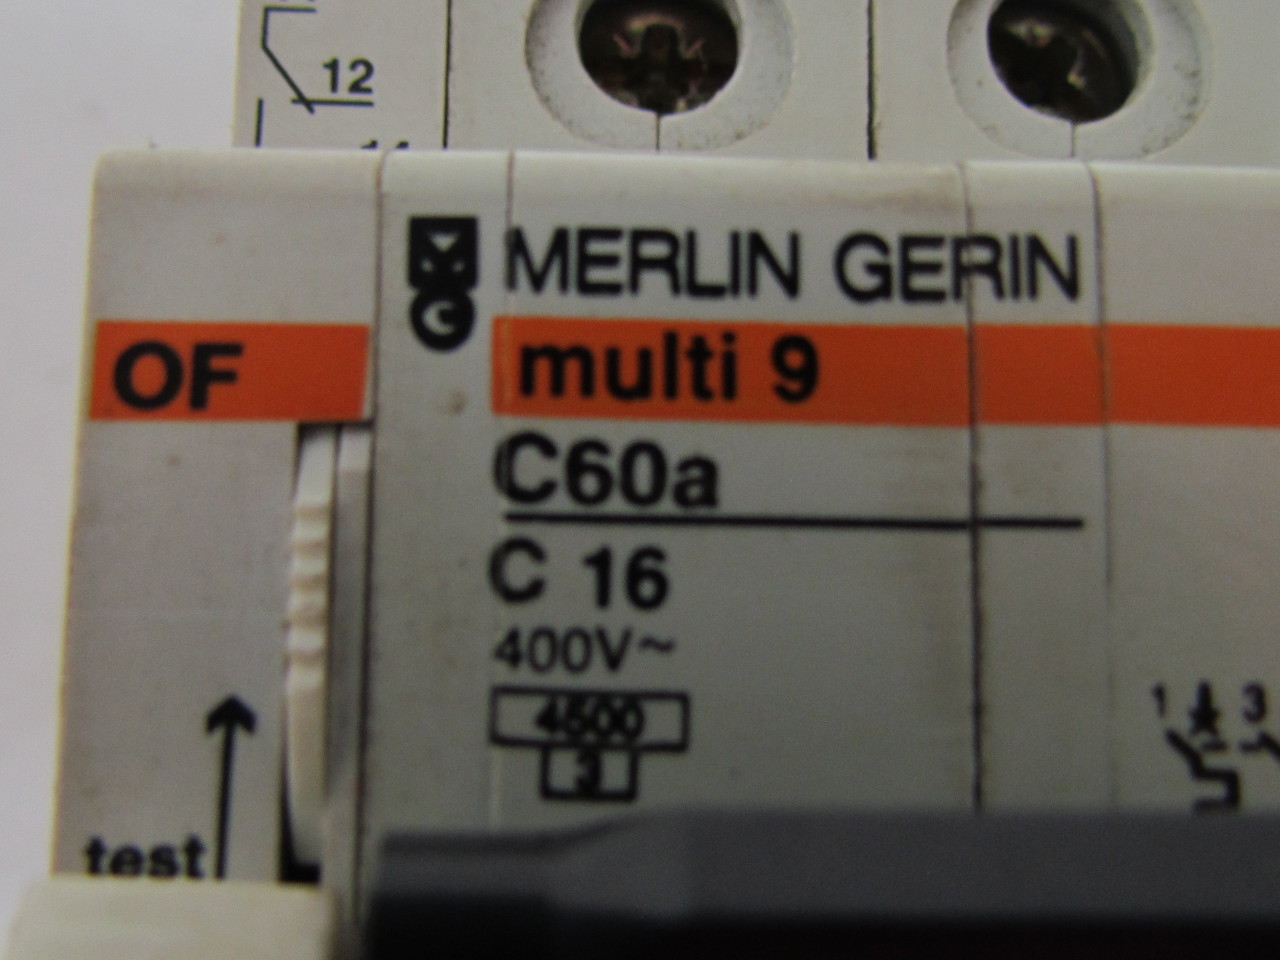 12
MERLIN GERIN
OF
multi 9
C60a
C 16
400V~
4500
3
1 3
test